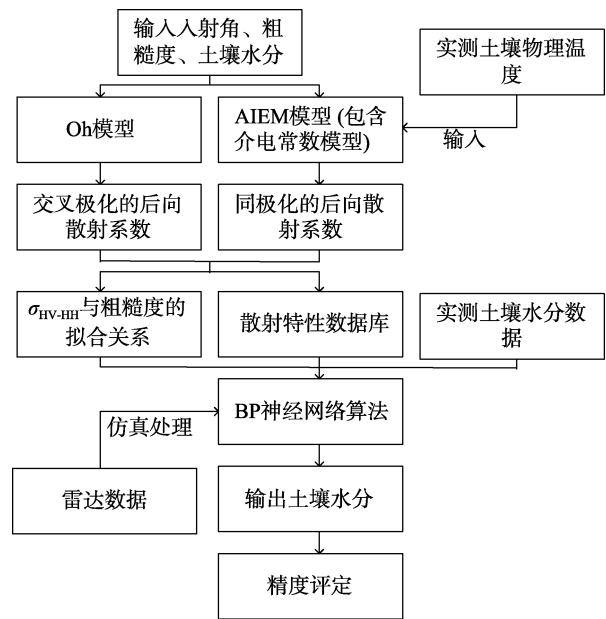 输入入射角、粗
糙度、土壤水分
实测土壤物理温
度
Oh模型
AIEM模型 (包含
介电常数模型)
输入
交叉极化的后向
散射系数
同极化的后向散
射系数
σHV-HH与粗糙度的
拟合关系
散射特性数据库
实测土壤水分数
据
BP神经网络算法
仿真处理
雷达数据
输出土壤水分
精度评定